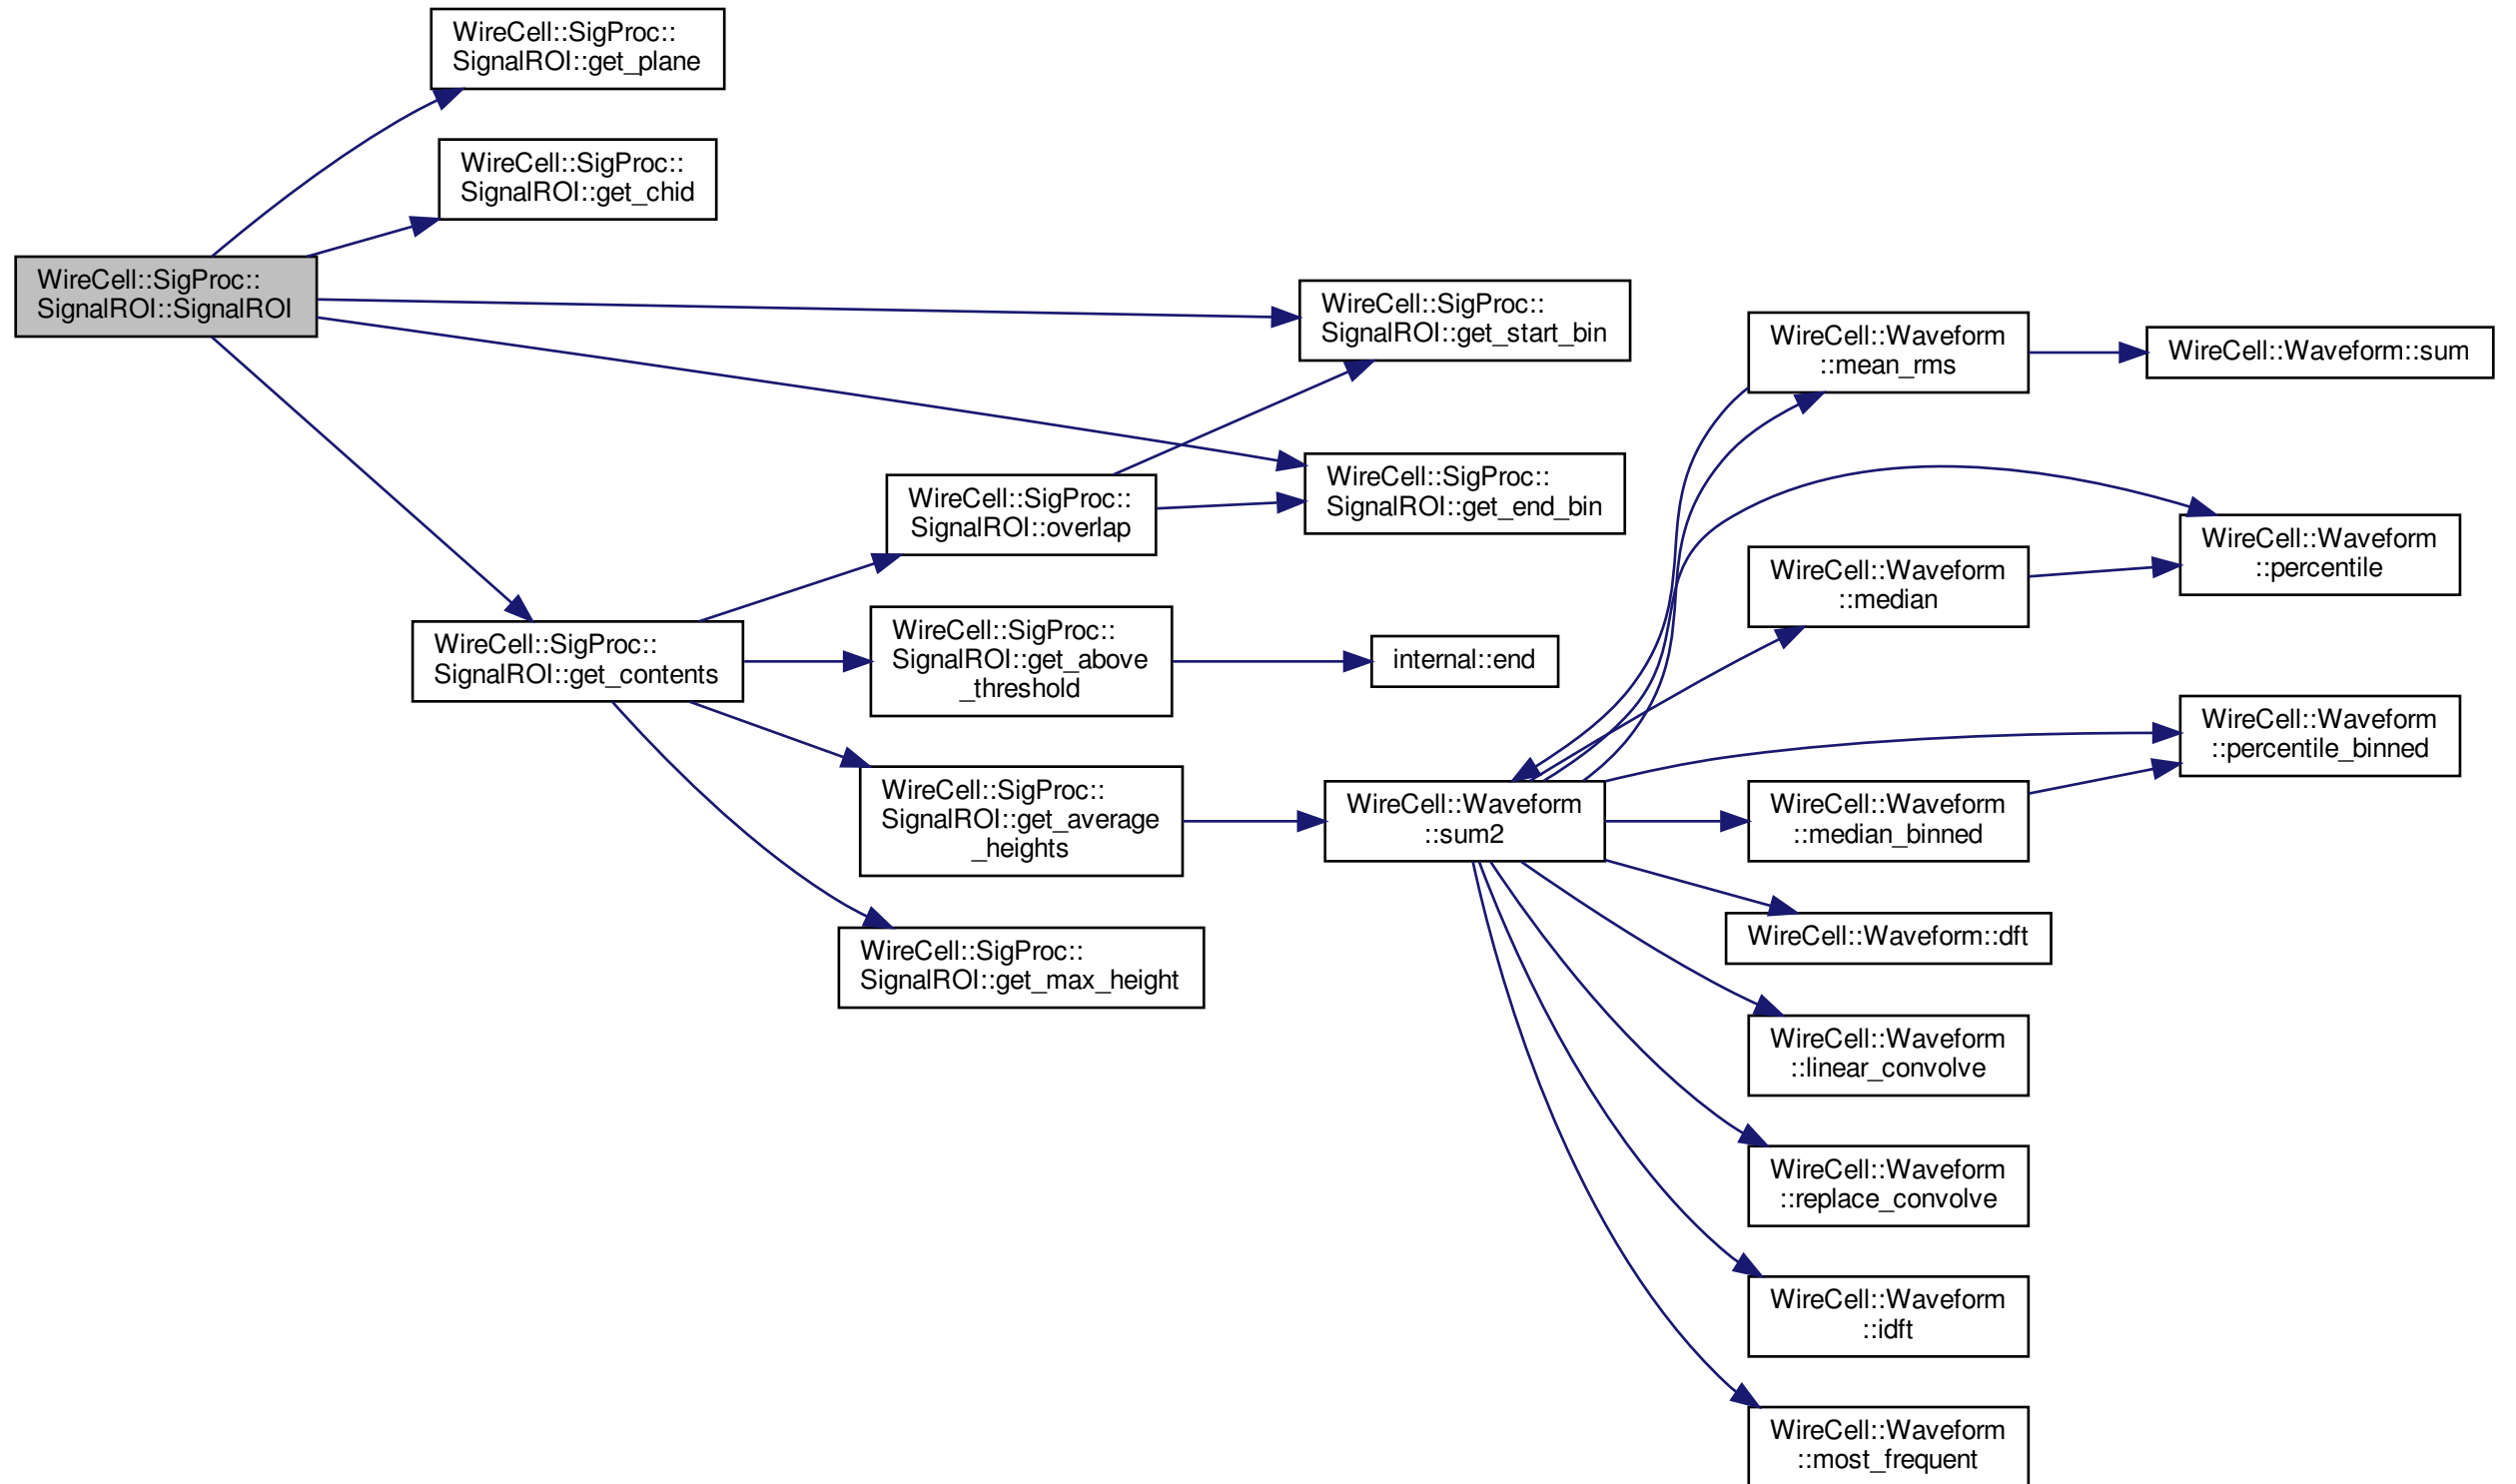 WireCell::SigProc::
SignalROI::get_plane
WireCell::SigProc::
SignalROI::get_chid
WireCell::SigProc::
SignalROI::SignalROI
WireCell::SigProc::
SignalROI::get_start_bin
WireCell::SigProc::
SignalROI::get_end_bin
WireCell::SigProc::
SignalROI::get_contents
WireCell::SigProc::
SignalROI::overlap
WireCell::SigProc::
SignalROI::get_above
_threshold
internal::end
WireCell::SigProc::
SignalROI::get_average
_heights
WireCell::SigProc::
SignalROI::get_max_height
WireCell::Waveform
::sum2
WireCell::Waveform
::mean_rms
WireCell::Waveform::sum
WireCell::Waveform
::median
WireCell::Waveform
::percentile
WireCell::Waveform
::percentile_binned
WireCell::Waveform
::median_binned
WireCell::Waveform::dft
WireCell::Waveform
::linear_convolve
WireCell::Waveform
::replace_convolve
WireCell::Waveform
::idft
WireCell::Waveform
::most_frequent